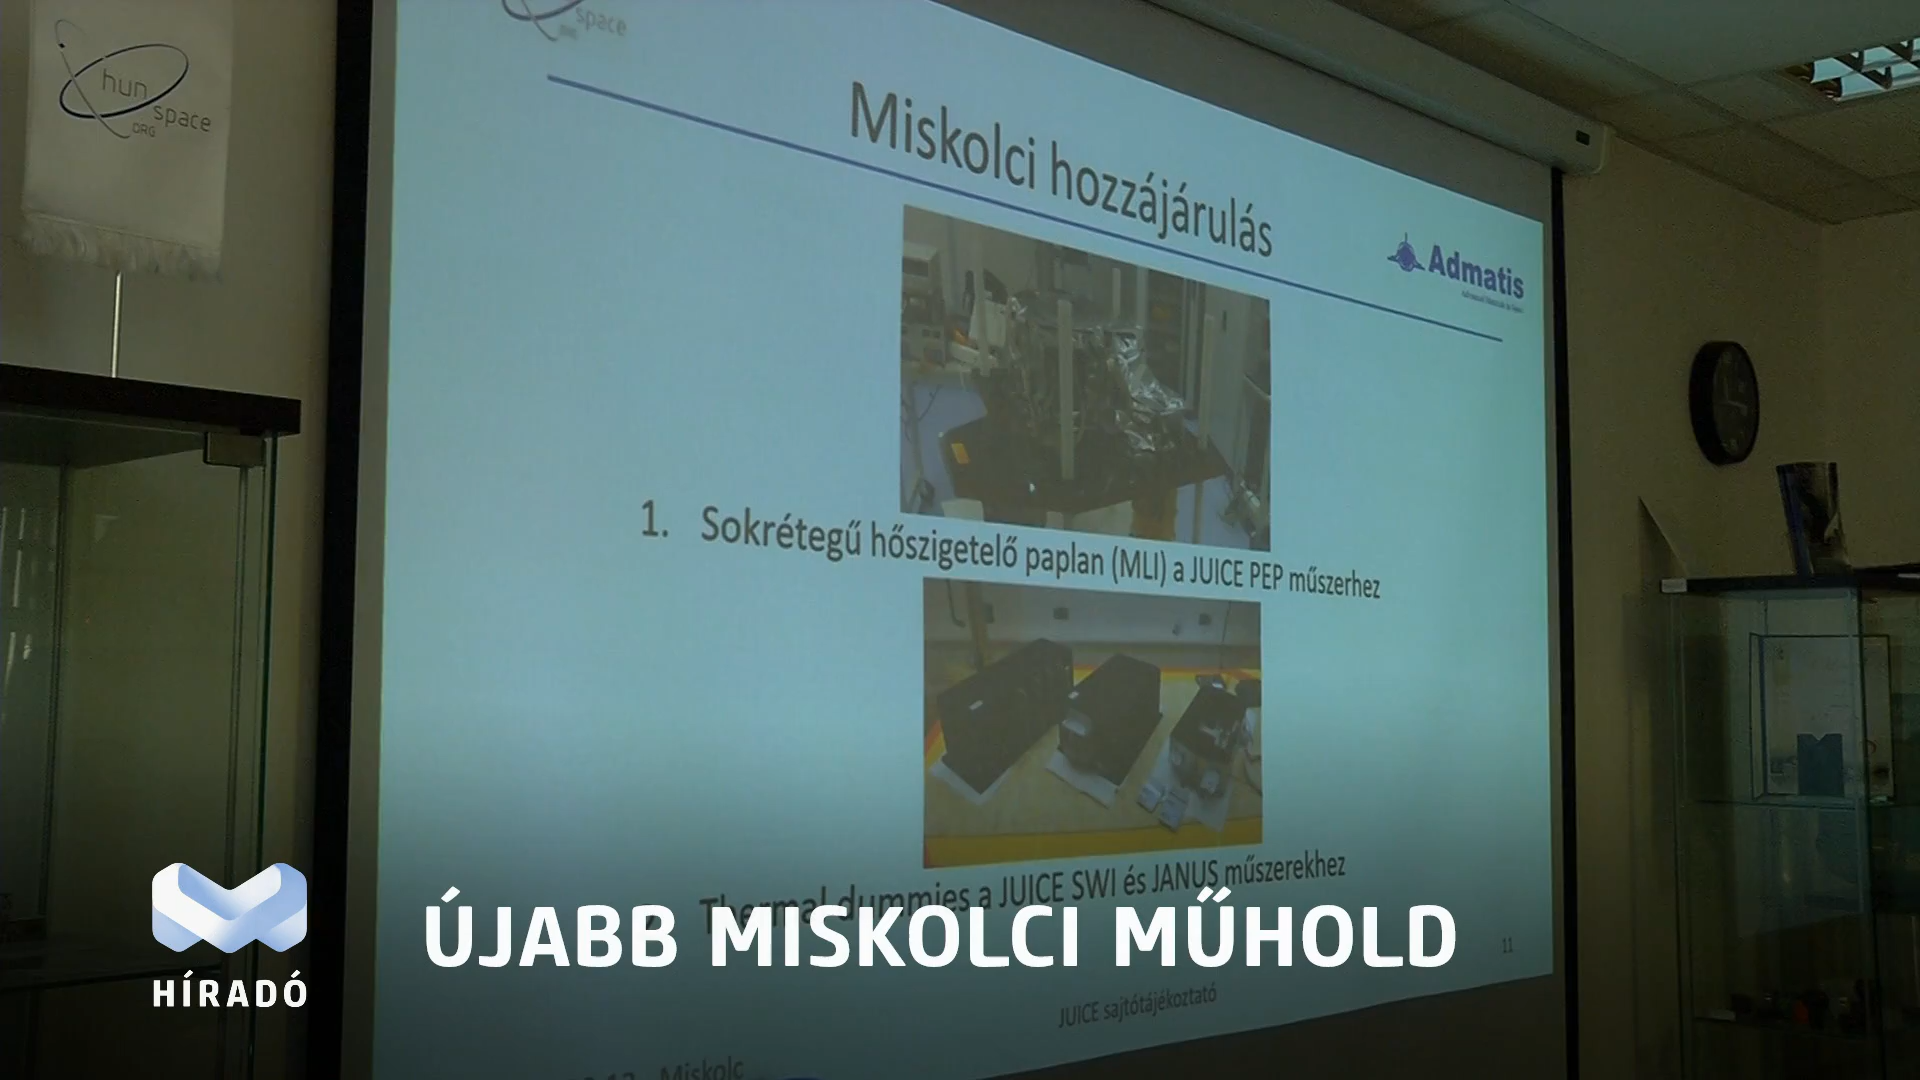 hun
space
ORG
space
Miskolci hozzájárulás
Admatis
1. Sokrétegű hőszigetelő paplan (MLI) a JUICE PEP műszerhez
Thermal dummies a JUICE SWI és JANUS műszerekhez
ÚJABB MISKOLCI MŰHOLD
HÍRADÓ
11
JUICE sajtótájékoztató
Miskolc